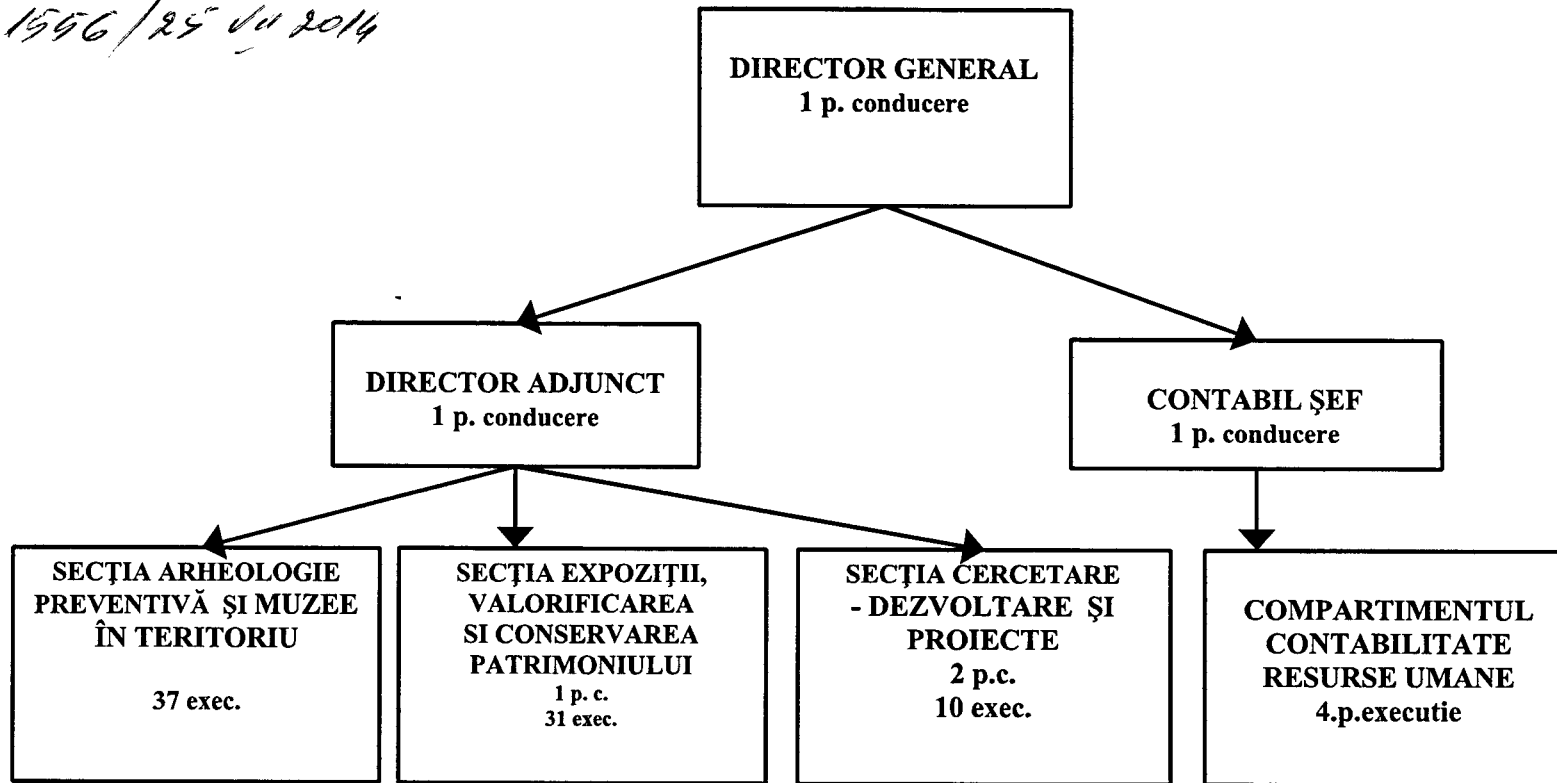 1556/25 VII 2014
DIRECTOR GENERAL
1 p. conducere
DIRECTOR ADJUNCT
1 p. conducere
CONTABIL ŞEF
1 p. conducere
SECŢIA ARHEOLOGIE
PREVENTIVĂ ŞI MUZEE
ÎN TERITORIU
37 exec.
SECŢIA EXPOZIŢII,
VALORIFICAREA
SI CONSERVAREA
PATRIMONIULUI
1 p. c.
31 exec.
SECŢIA CERCETARE
- DEZVOLTARE ŞI
PROIECTE
2 p.c.
10 exec.
COMPARTIMENTUL
CONTABILITATE
RESURSE UMANE
4.p.executie